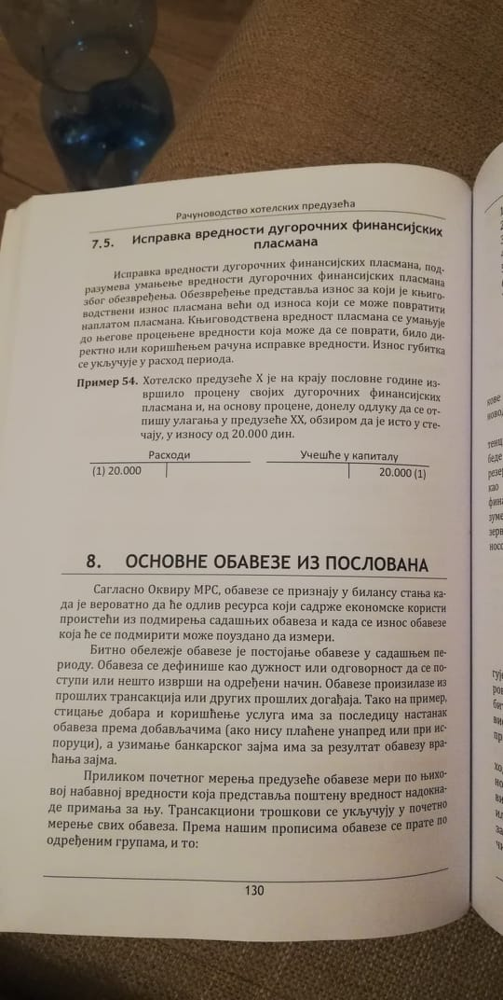 Рачуноводство хотелских предузећа
7.5. Исправка вредности дугорочних финансијских
пласмана
Исправка вредности дугорочних финансијских пласмана, под-
разумева умањење вредности дугорочних финансијских пласмана
због обезвређења. Обезвређење представља износ за који је књиго-
водствени износ пласмана већи од износа који се може повратити
наплатом пласмана. Књиговодствена вредност пласмана се умањује
до његове процењене вредности која може да се поврати, било ди-
ректно или коришћењем рачуна исправке вредности. Износ губитка
се укључује у расход периода.
Пример 54. Хотелско предузеће X је на крају пословне године из-
вршило процену својих дугорочних финансијских
пласмана и, на основу процене, донелу одлуку да се от-
пишу улагања у предузеће XX, обзиром да је исто у сте-
чају, у износу од 20.000 дин.
Расходи Учешће у капиталу
(1) 20.000 20.000 (1)
8. ОСНОВНЕ ОБАВЕЗЕ ИЗ ПОСЛОВАНА
Сагласно Оквиру МРС, обавезе се признају у билансу стања ка-
да је вероватно да ће одлив ресурса који садрже економске користи
проистећи из подмирења садашњих обавеза и када се износ обавезе
која ће се подмирити може поуздано да измери.
Битно обележје обавезе је постојање обавезе у садашњем пе-
риоду. Обавеза се дефинише као дужност или одговорност да се по-
ступи или нешто изврши на одређени начин. Обавезе произилазе из
прошлих трансакција или других прошлих догађаја. Тако на пример,
стицање добара и коришћење услуга има за последицу настанак
обавеза према добављачима (ако нису плаћене унапред или при ис-
поруци), а узимање банкарског зајма има за резултат обавезу вра-
ћања зајма.
Приликом почетног мерења предузеће обавезе мери по њихо-
вој набавној вредности која представља поштену вредност надокна-
де примања за њу. Трансакциони трошкови се укључују у почетно
мерење свих обавеза. Према нашим прописима обавезе се прате по
одређеним групама, и то:
130